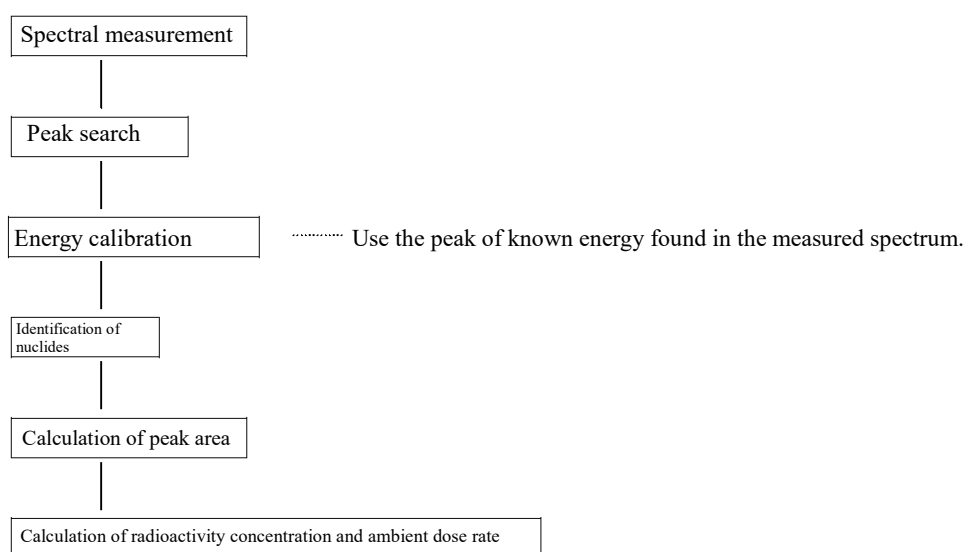 Spectral measurement
Peak search
Energy calibration
Use the peak of known energy found in the measured spectrum.
Identification of
nuclides
Calculation of peak area
Calculation of radioactivity concentration and ambient dose rate